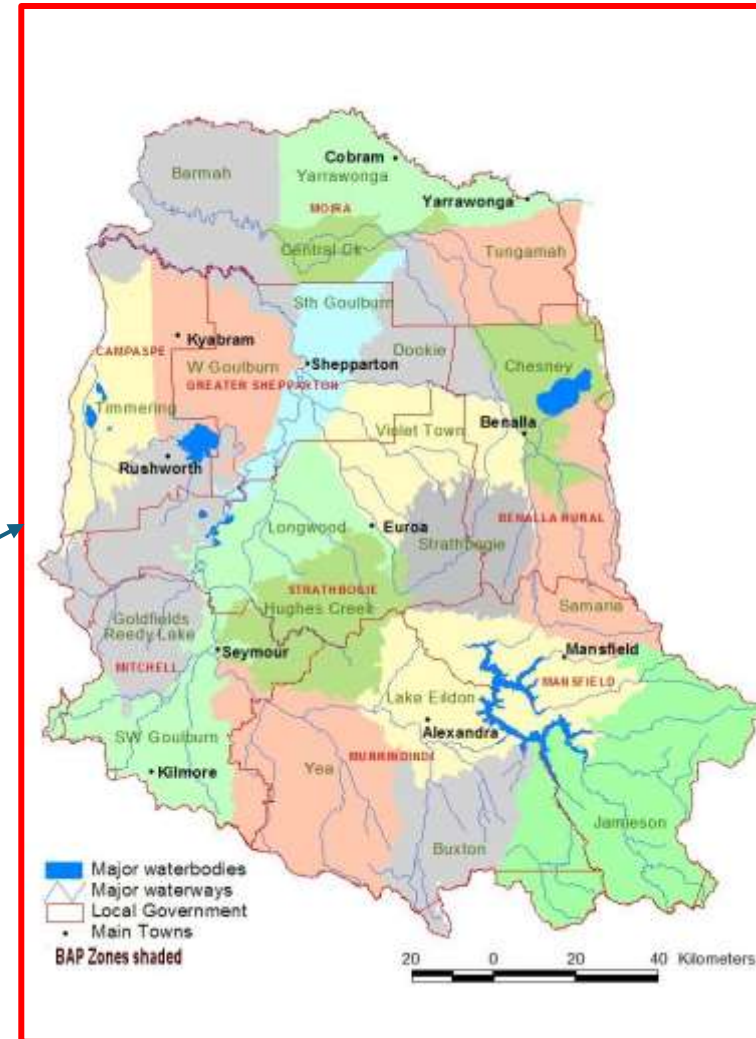 Barmah
Cobram
Yarrawonga
Yarrawonga
MOIRA
Central Ck
Tungamah
Sth Goulburn
Kyabram
Dookie
CAMPASPE
W Goulburn
Shepparton
Chesney
GREATER SHEPPARTON
Timmering
Violet Town
Benalla
Rushworth
Longwood
Euroa
BENALLA RURAL
Strathbogie
STRATHBOGIE
Hughes Creek
Samaria
Goldfields
Reedy Lake
Seymour
Mansfield
MITCHELL
MANSFIELD
Lake Eildon
SW Goulburn
Alexandra
MURRINDINDI
Kilmore
Yea
Jamieson
Buxton
Major waterbodies
Major waterways
Local Government
Main Towns
BAP Zones shaded
20 0 20 40 Kilometers